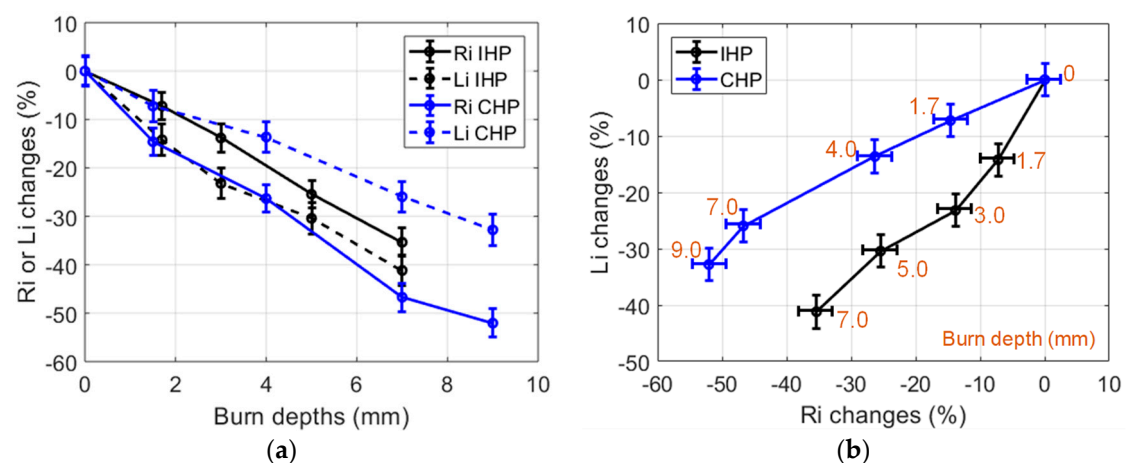 10
0
-10
-20
-30
-40
-50
-60
0
2
4
6
8
10
Ri or Li changes (%)
Burn depths (mm)
Ri IHP
Li IHP
Ri CHP
Li CHP
(a)
10
0
-10
-20
-30
-40
-50
-60
-50
-40
-30
-20
-10
0
10
Li changes (%)
Ri changes (%)
IHP
CHP
0
1.7
4.0
1.7
7.0
3.0
9.0
5.0
7.0
Burn depth (mm)
(b)